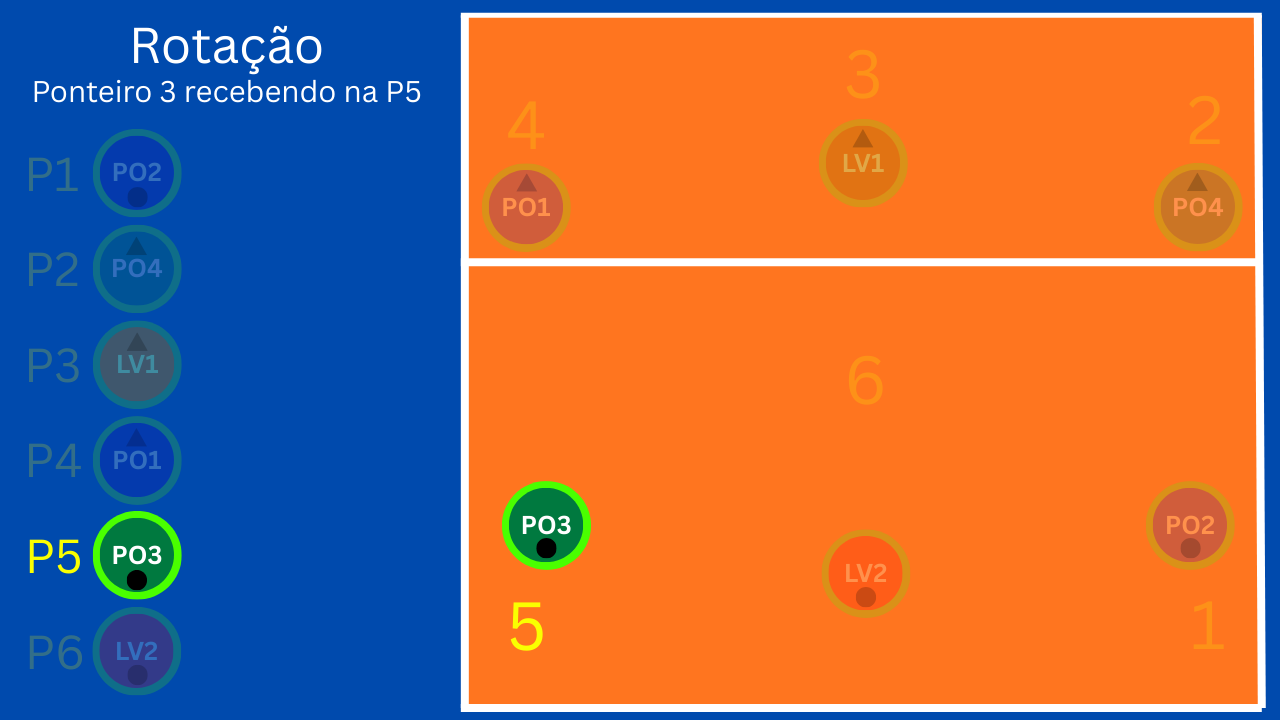 Rotação
Ponteiro 3 recebendo na P5
P1 PO2
P2 PO4
P3 LV1
P4 PO1
P5 PO3
P6 LV2
3
4
2
LV1
PO1
PO4
6
PO3
PO2
LV2
5
1